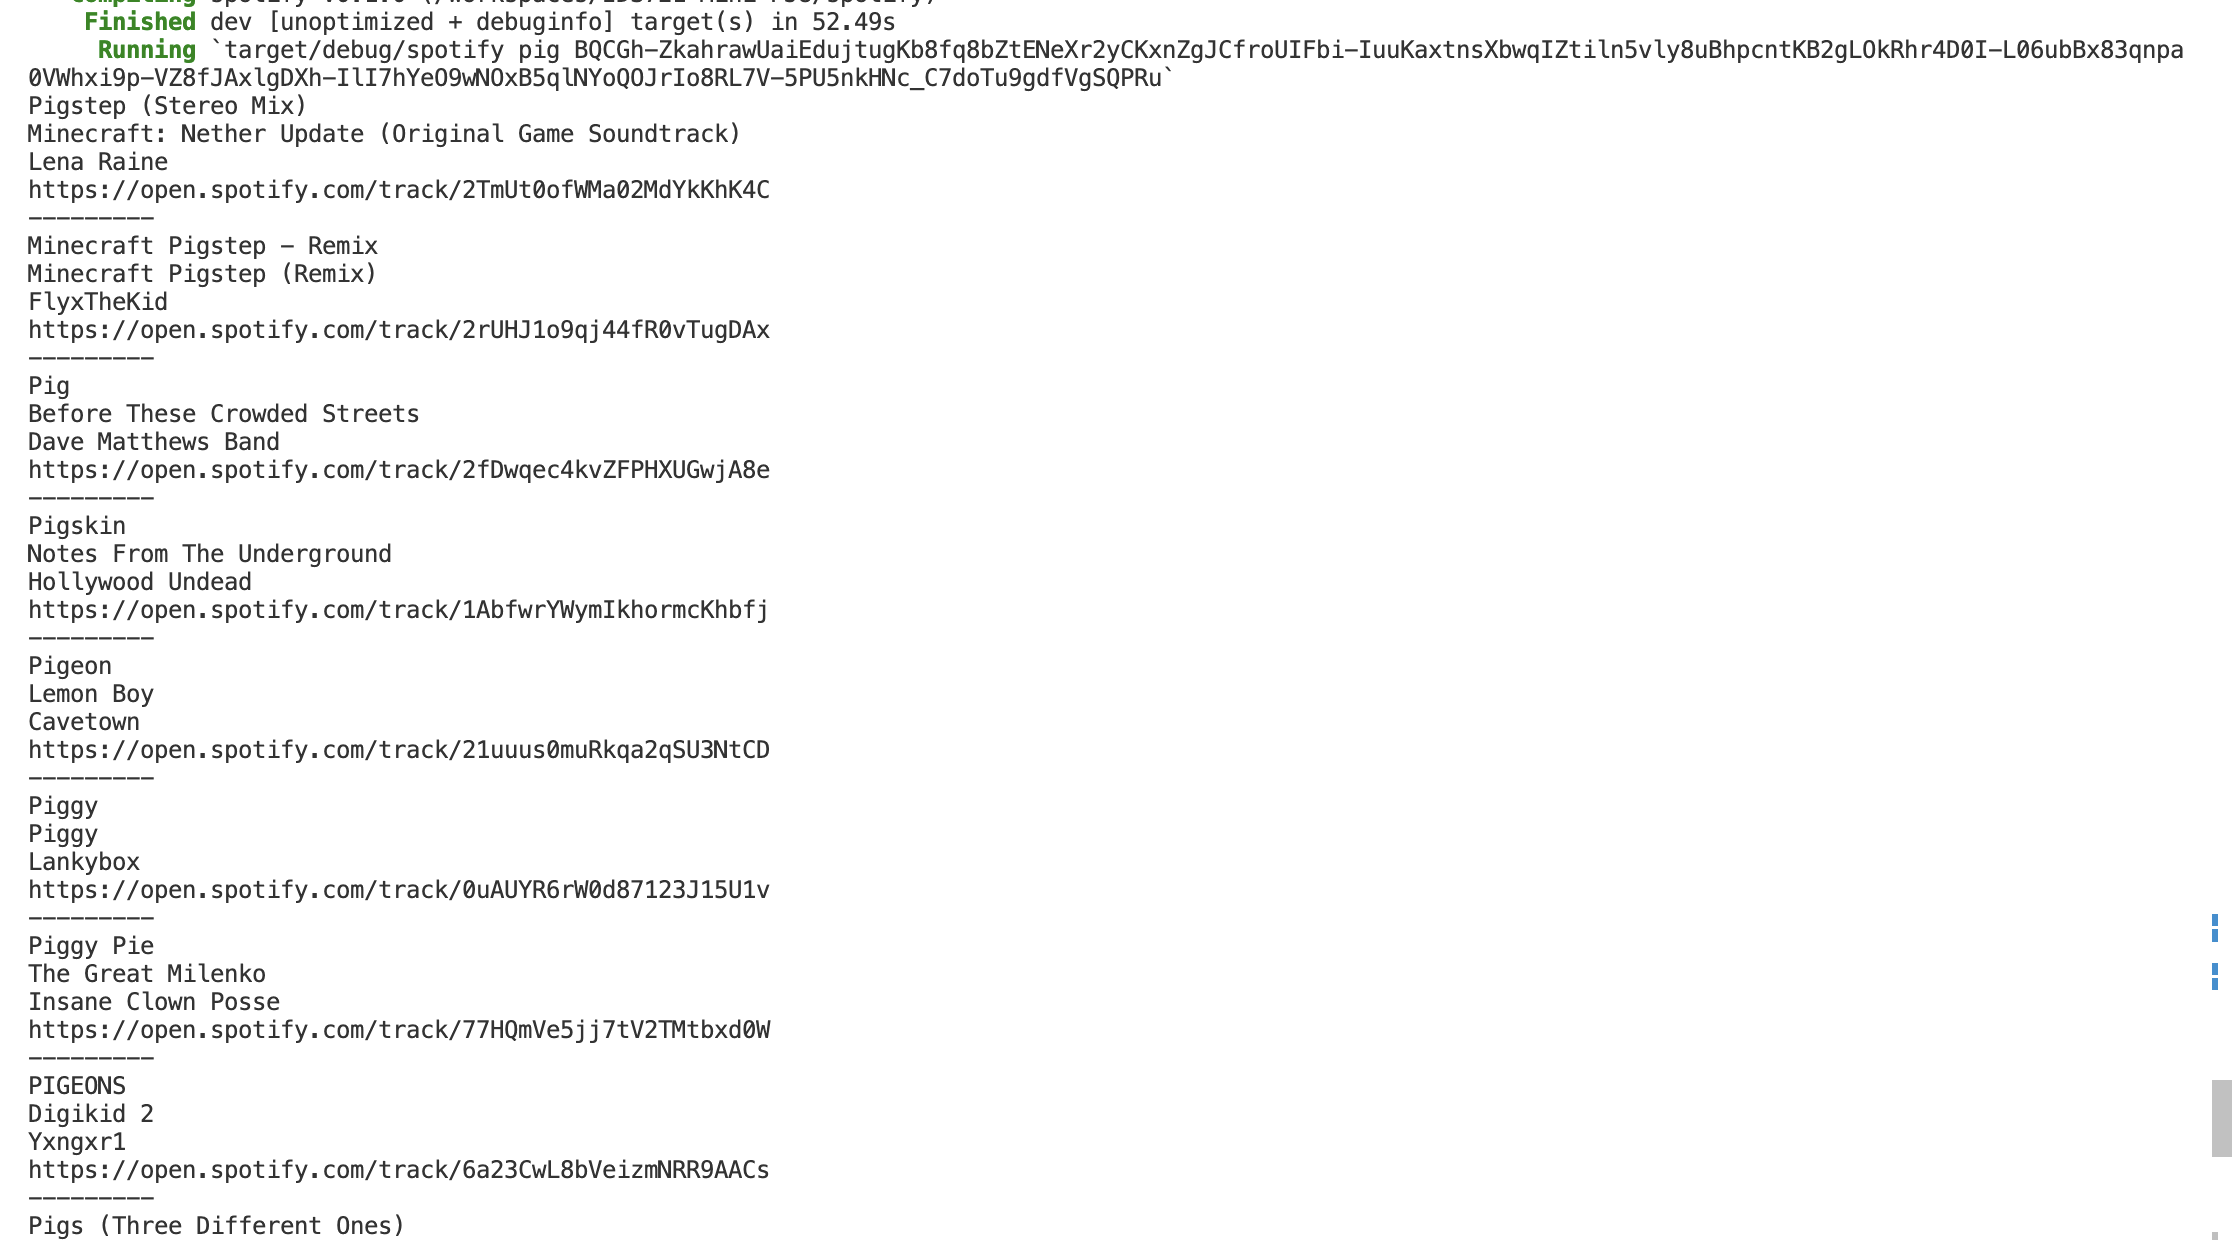 Finished dev [unoptimized + debuginfo] target(s) in 52.49s
Running `target/debug/spotify pig BQCGh-ZkahrawUaiEdujtugKb8fq8bZtENeXr2yCKxnZgJCfroUIFbi-IuuKaxtnsXbwqIZtiln5vly8uBhpcntKB2gLOkRhr4D0I-L06ubBx83qnpa
0VWhxi9p-VZ8fJAxlgDXh-IlI7hYeO9wNOxB5qlNYoQOJrIo8RL7V-5PU5nkHNc_C7doTu9gdfVgSQPRu`
Pigstep (Stereo Mix)
Minecraft: Nether Update (Original Game Soundtrack)
Lena Raine
https://open.spotify.com/track/2TmUt0ofWMa02MdYkKhK4C
---------
Minecraft Pigstep - Remix
Minecraft Pigstep (Remix)
FlyxTheKid
https://open.spotify.com/track/2rUHJ1o9qj44fR0vTugDAx
---------
Pig
Before These Crowded Streets
Dave Matthews Band
https://open.spotify.com/track/2fDwqec4kvZFPHXUGwjA8e
---------
Pigskin
Notes From The Underground
Hollywood Undead
https://open.spotify.com/track/1AbfwrYWymIkhormcKhbfj
---------
Pigeon
Lemon Boy
Cavetown
https://open.spotify.com/track/21uuus0muRkqa2qSU3NtCD
---------
Piggy
Piggy
Lankybox
https://open.spotify.com/track/0uAUYR6rW0d87123J15U1v
---------
Piggy Pie
The Great Milenko
Insane Clown Posse
https://open.spotify.com/track/77HQmVe5jj7tV2TMtbxd0W
---------
PIGEONS
Digikid 2
Yxngxr1
https://open.spotify.com/track/6a23CwL8bVeizmNRR9AACs
---------
Pigs (Three Different Ones)